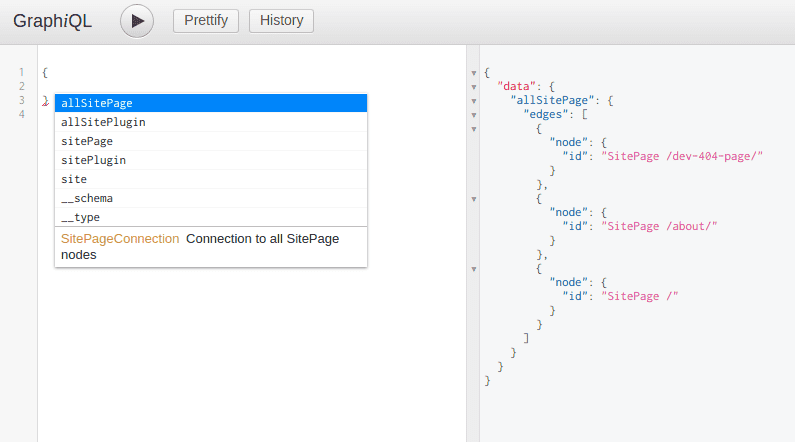 GraphiQL Prettify History
1 {
2
3 }
4
allSitePage
allSitePlugin
sitePage
sitePlugin
site
__schema
__type
SitePageConnection Connection to all SitePage
nodes
{
"data": {
"allSitePage": {
"edges": [
{
"node": {
"id": "SitePage /dev-404-page/"
}
},
{
"node": {
"id": "SitePage /about/"
}
},
{
"node": {
"id": "SitePage /"
}
}
]
}
}
}